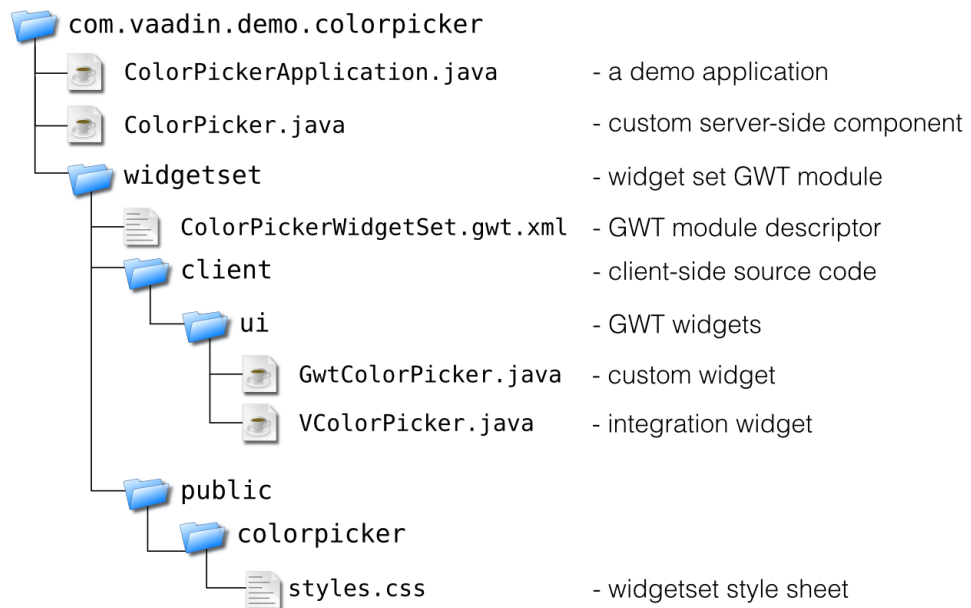 com.vaadin.demo.colorpicker
ColorPickerApplication.java - a demo application
ColorPicker.java - custom server-side component
widgetset - widget set GWT module
ColorPickerWidgetSet.gwt.xml - GWT module descriptor
client - client-side source code
ui - GWT widgets
GwtColorPicker.java - custom widget
VColorPicker.java - integration widget
public
colorpicker
styles.css - widgetset style sheet